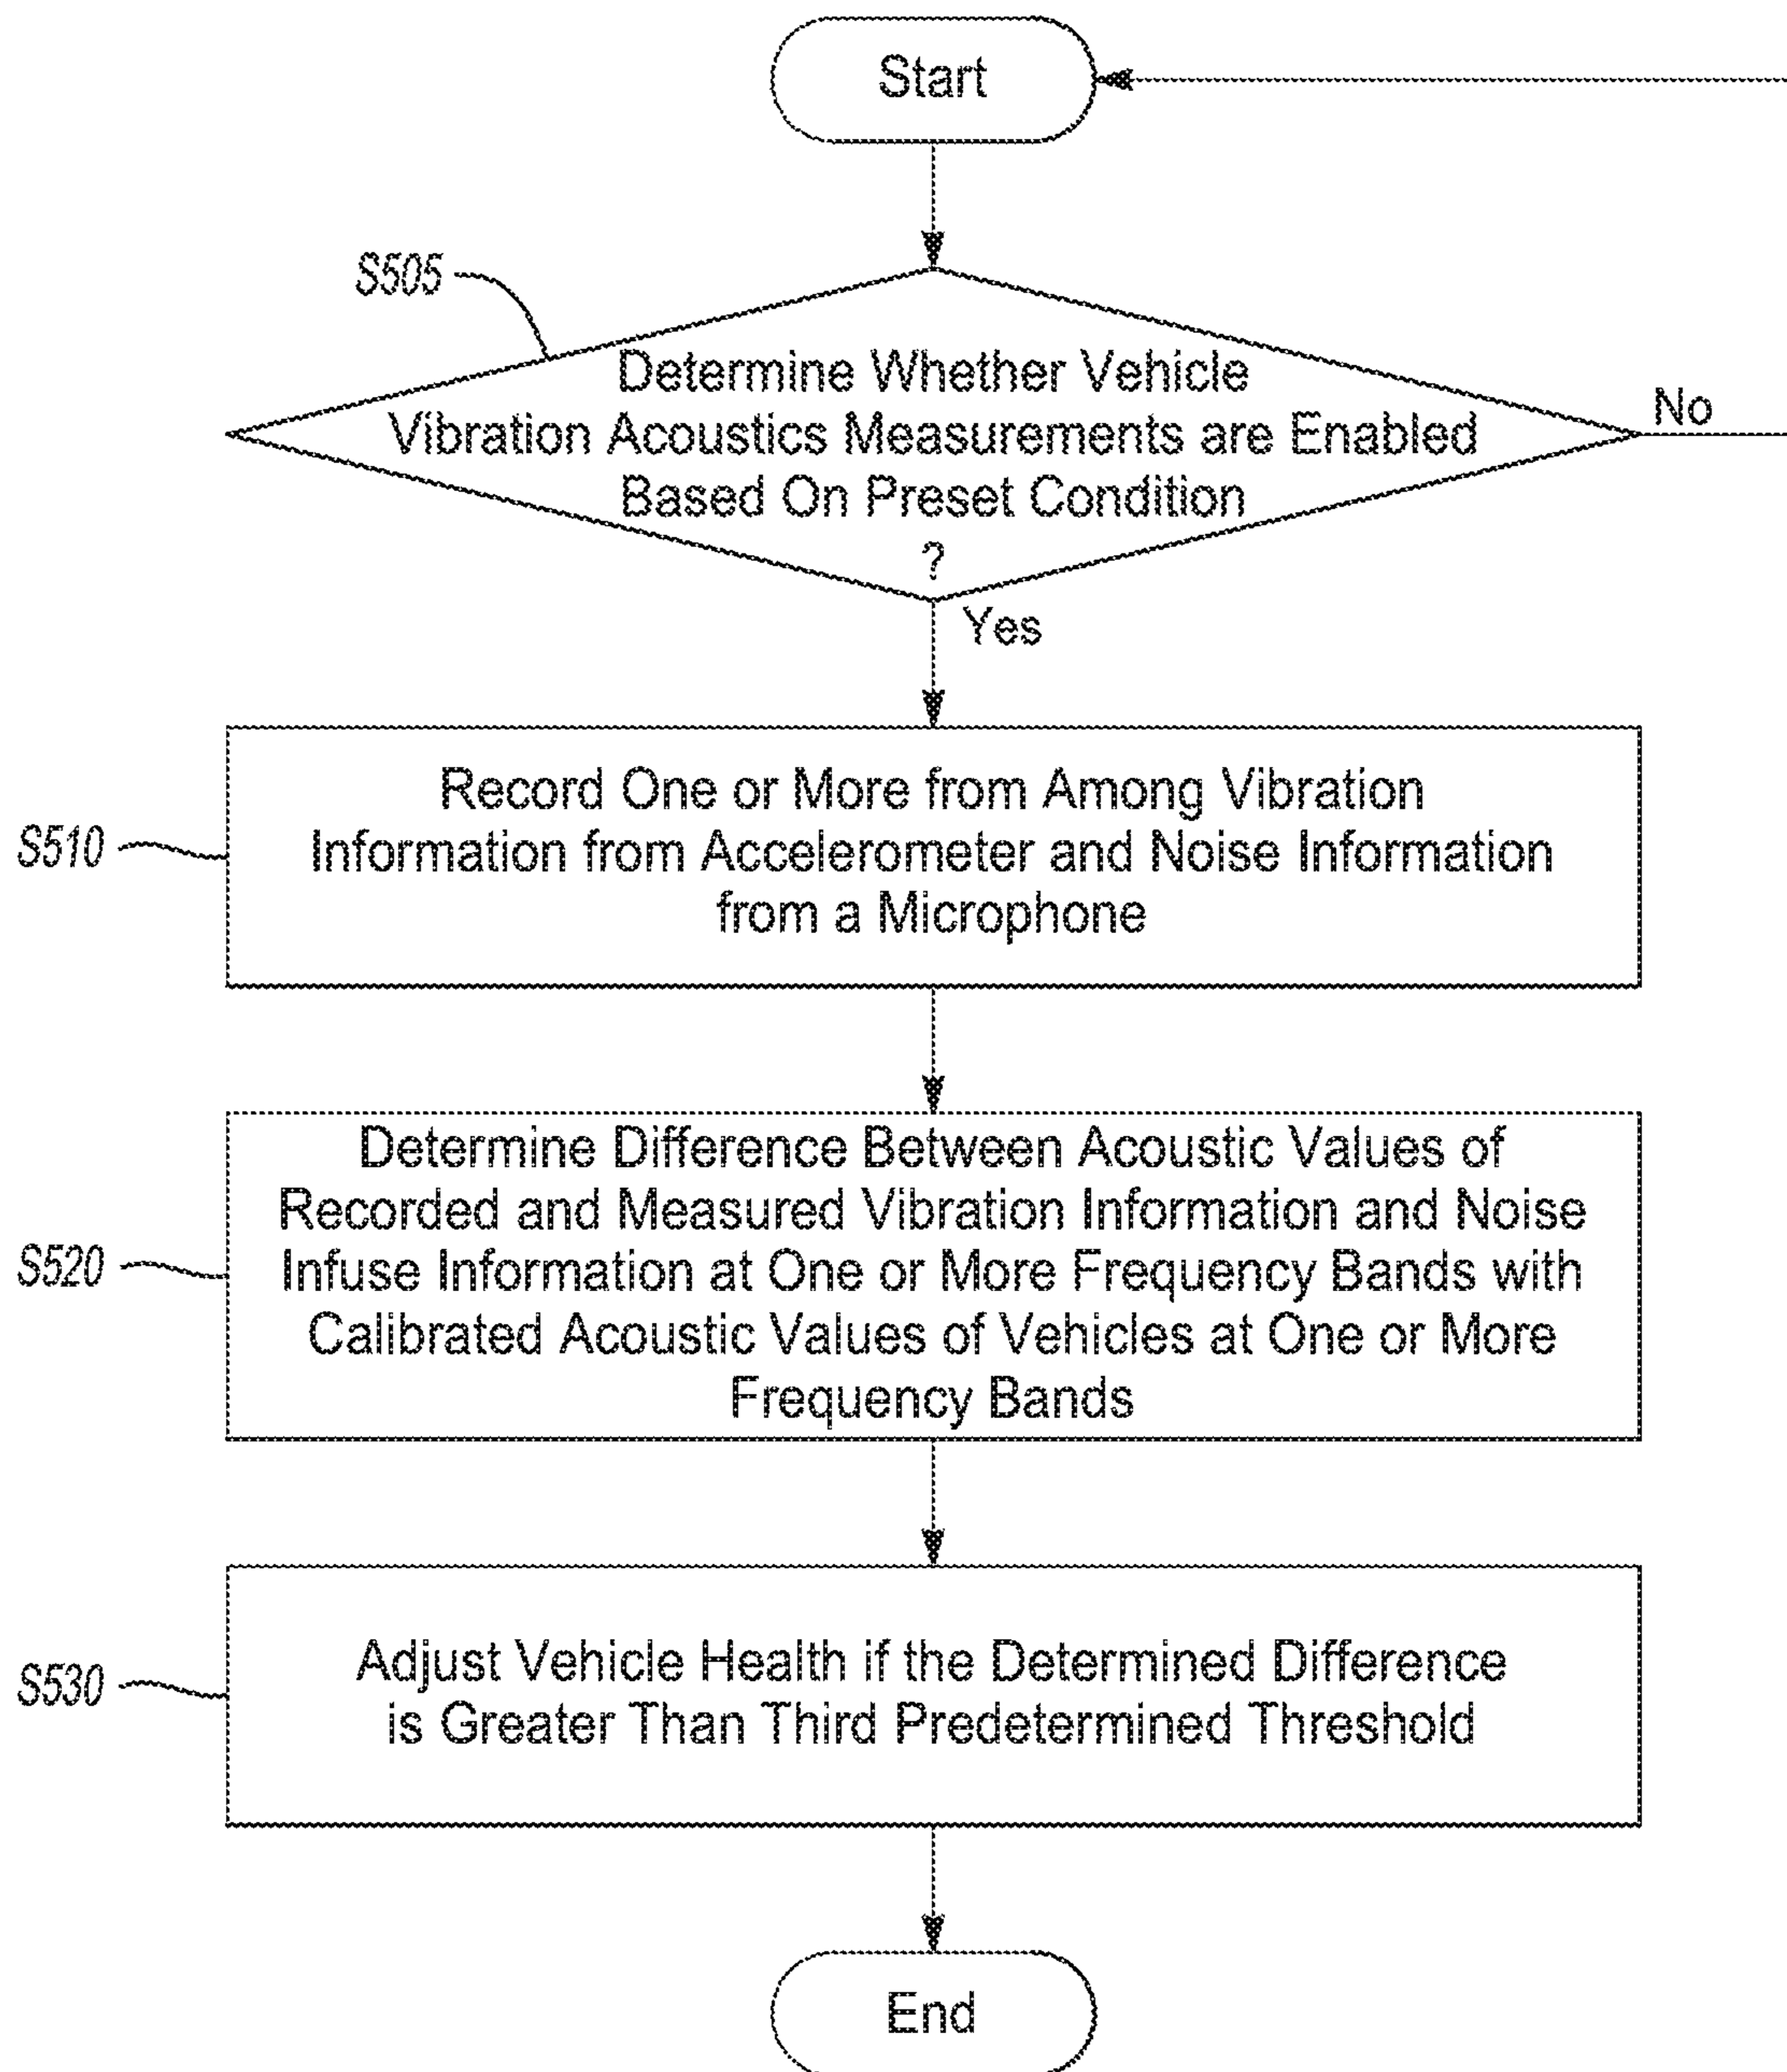 Start
S505
Determine Whether Vehicle
Vibration Acoustics Measurements are Enabled
Based On Preset Condition
?
No
Yes
S510
Record One or More from Among Vibration
Information from Accelerometer and Noise Information
from a Microphone
S520
Determine Difference Between Acoustic Values of
Recorded and Measured Vibration Information and Noise
Infuse Information at One or More Frequency Bands with
Calibrated Acoustic Values of Vehicles at One or More
Frequency Bands
S530
Adjust Vehicle Health if the Determined Difference
is Greater Than Third Predetermined Threshold
End